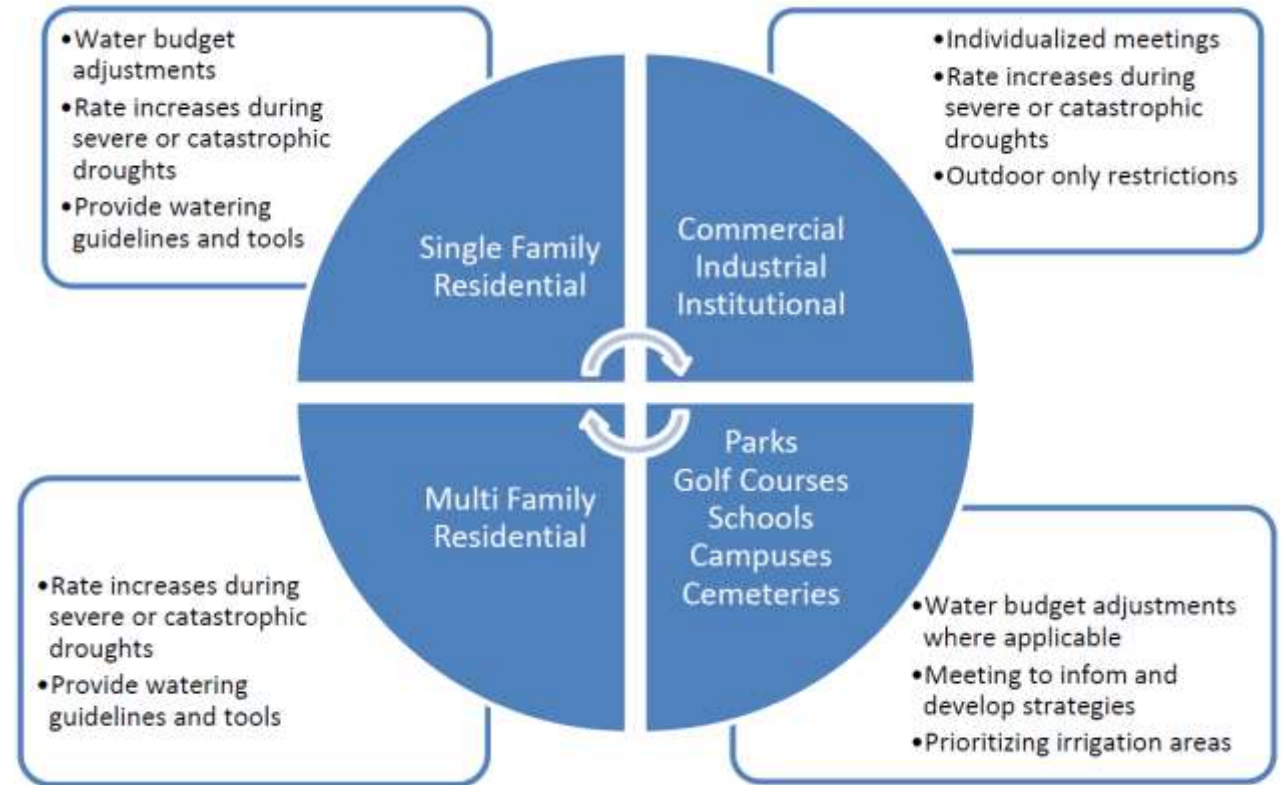 •Water budget
adjustments
•Rate increases during
severe or catastrophic
droughts
•Provide watering
guidelines and tools
Single Family
Residential
•Individualized meetings
•Rate increases during
severe or catastrophic
droughts
•Outdoor only restrictions
Commercial
Industrial
Institutional
Multi Family
Residential
•Rate increases during
severe or catastrophic
droughts
•Provide watering
guidelines and tools
Parks
Golf Courses
Schools
Campuses
Cemeteries
•Water budget adjustments
where applicable
•Meeting to infom and
develop strategies
•Prioritizing irrigation areas